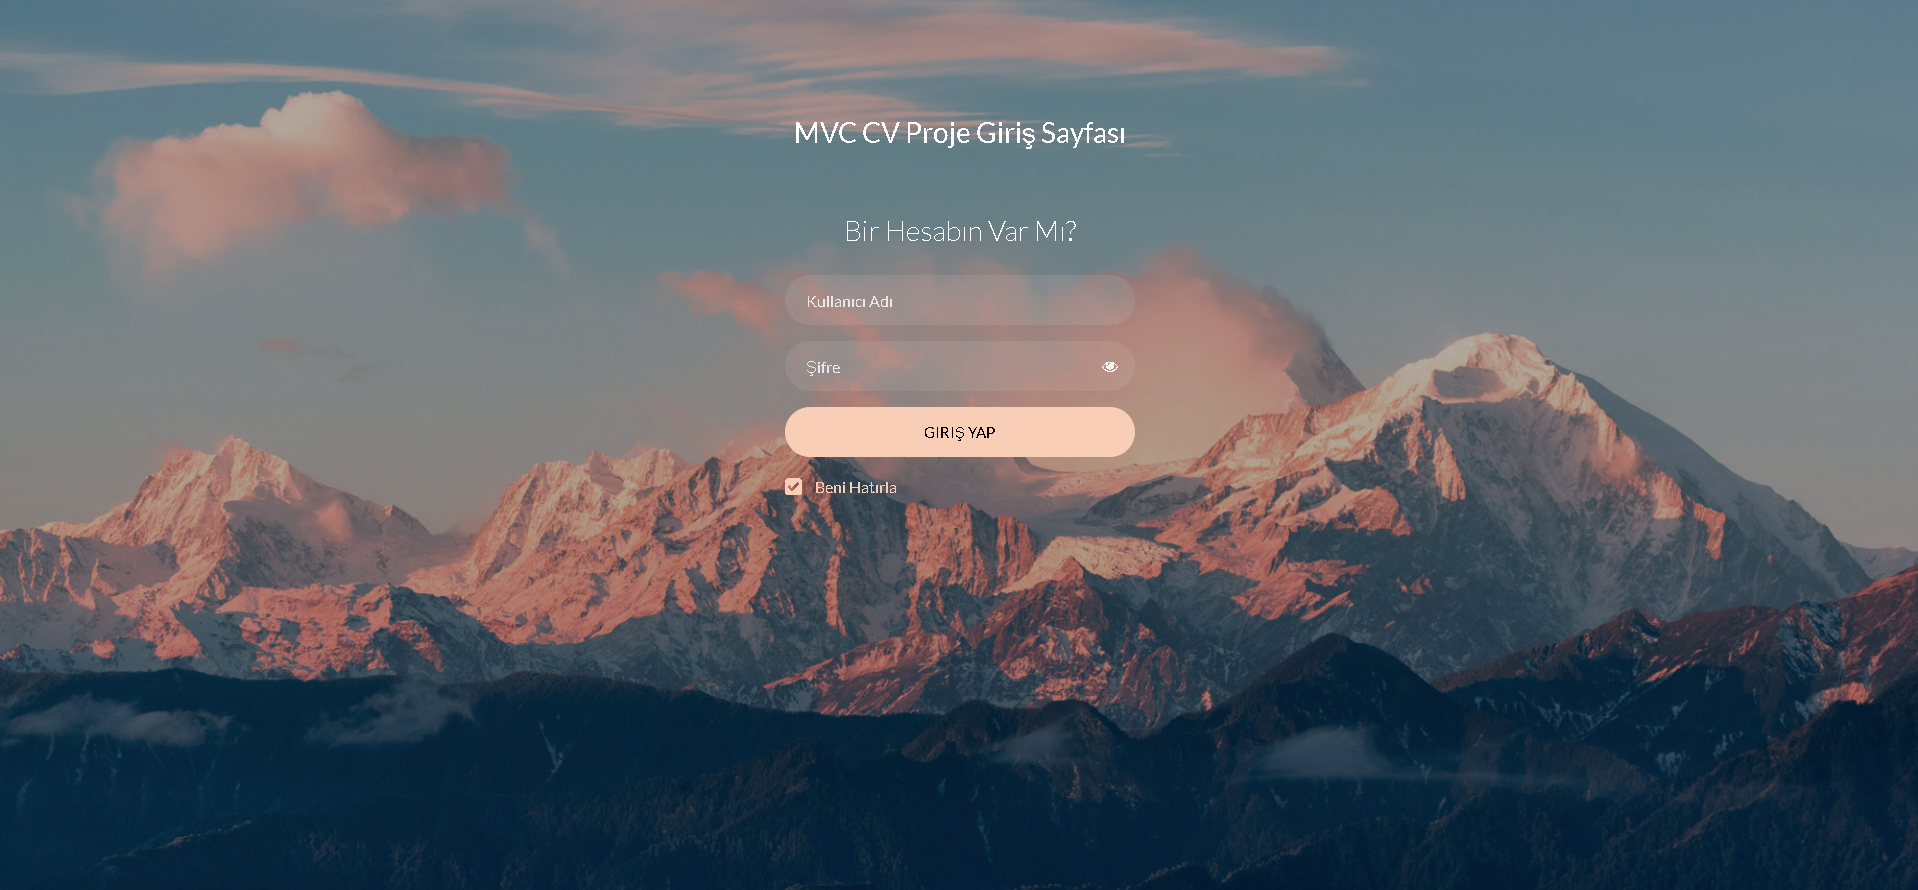 MVC CV Proje Giriş Sayfası
Bir Hesabın Var Mı?
Kullanıcı Adı
Şifre
GIRIŞ YAP
Beni Hatırla